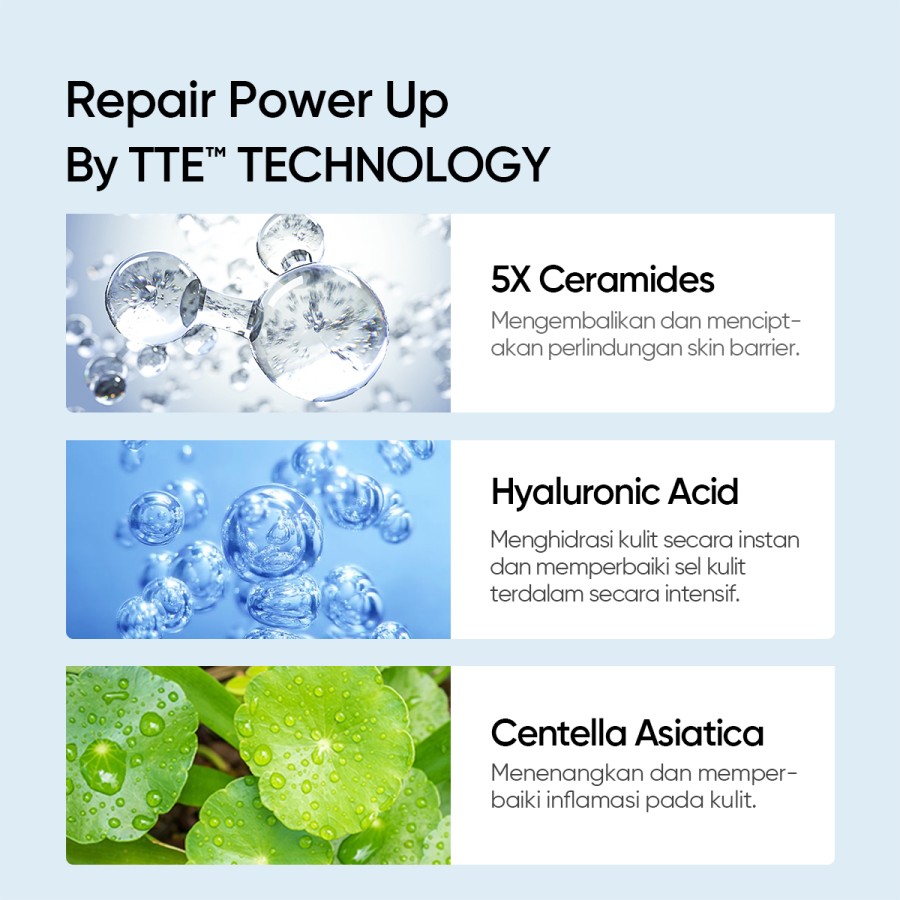 Repair Power Up
By TTE™ TECHNOLOGY
5X Ceramides
Mengembalikan dan mencipt-
akan perlindungan skin barrier.
Hyaluronic Acid
Menghidrasi kulit secara instan
dan memperbaiki sel kulit
terdalam secara intensif.
Centella Asiatica
Menenangkan dan memper-
baiki inflamasi pada kulit.